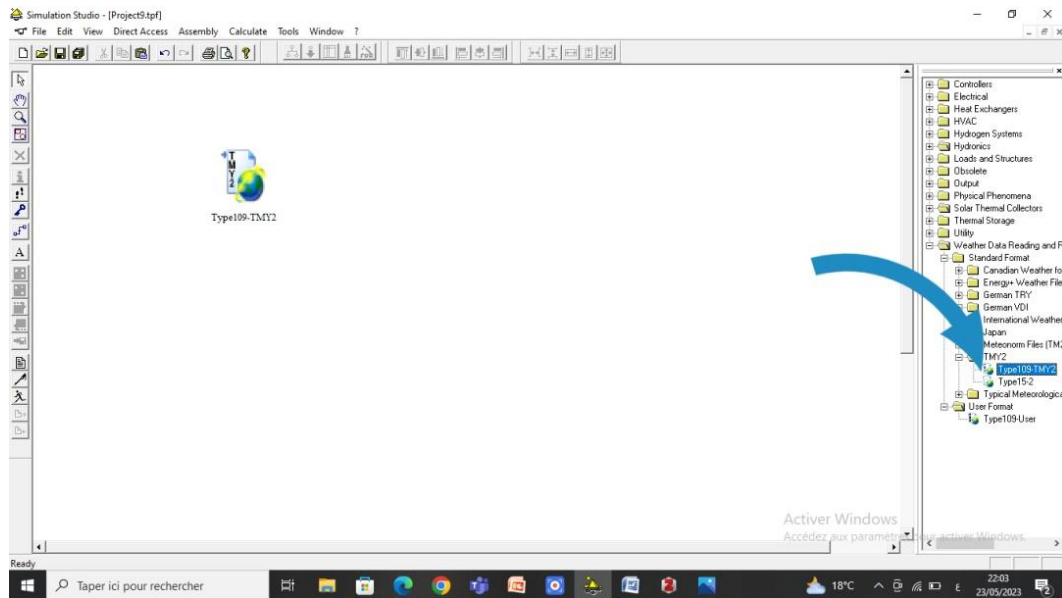 Simulation Studio - [Project9.tpf]
File Edit View Direct Access Assembly Calculate Tools Window ?
TMY2
Type109-TMY2
Controllers
Electrical
Heat Exchangers
HVAC
Hydrogen Systems
Hydronics
Loads and Structures
Obsolete
Output
Physical Phenomena
Solar Thermal Collectors
Thermal Storage
Utility
Weather Data Reading and P
Standard Format
Canadian Weather fo
Energy+ Weather File
German TRY
German VDI
International Weather
Japan
Meteonorm Files (TM2
TMY2
Type109-TMY2
Type15-2
Typical Meteorologica
User Format
Type109-User
Activer Windows
Accédez aux paramètres pour activer Windows.
Ready
Taper ici pour rechercher
18°C
22:03
23/05/2023